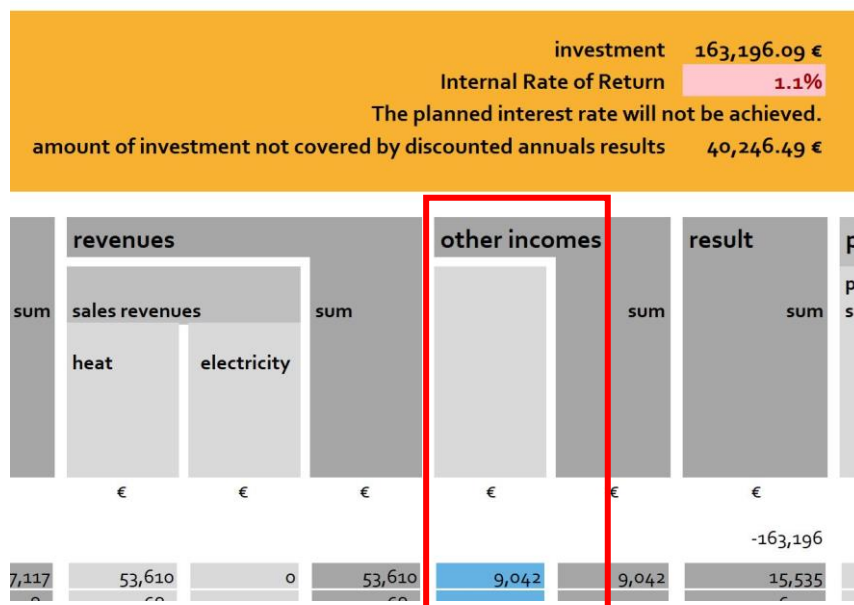 investment 163,196.09 €
Internal Rate of Return 1.1%
The planned interest rate will not be achieved.
amount of investment not covered by discounted annuals results 40,246.49 €
revenues other incomes result p
p
sum sales revenues sum sum sum s
heat electricity
€ € € € € €
-163,196
7,117 53,610 0 53,610 9,042 9,042 15,535